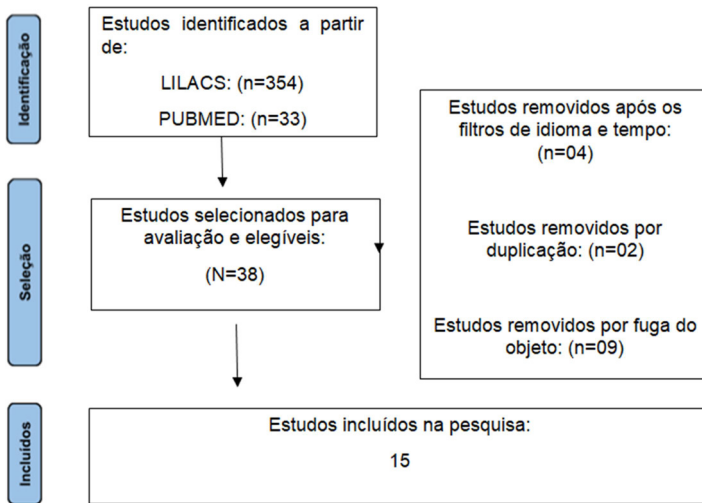 Identificação
Estudos identificados a partir
de:
LILACS: (n=354)
PUBMED: (n=33)
Estudos removidos após os
filtros de idioma e tempo:
(n=04)
Estudos removidos por
duplicação: (n=02)
Estudos removidos por fuga do
objeto: (n=09)
Seleção
Estudos selecionados para
avaliação e elegíveis:
(N=38)
Incluídos
Estudos incluídos na pesquisa:
15